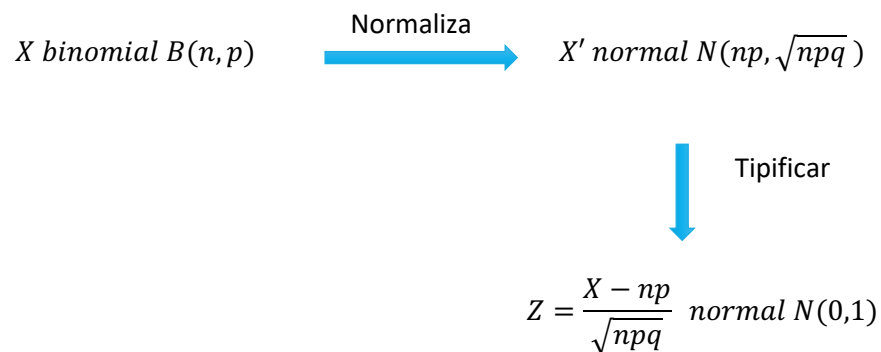 Normaliza
X binomial B(n, p) X′ normal N(np, √npq )
Tipificar
Z = (X − np)/√npq normal N(0,1)